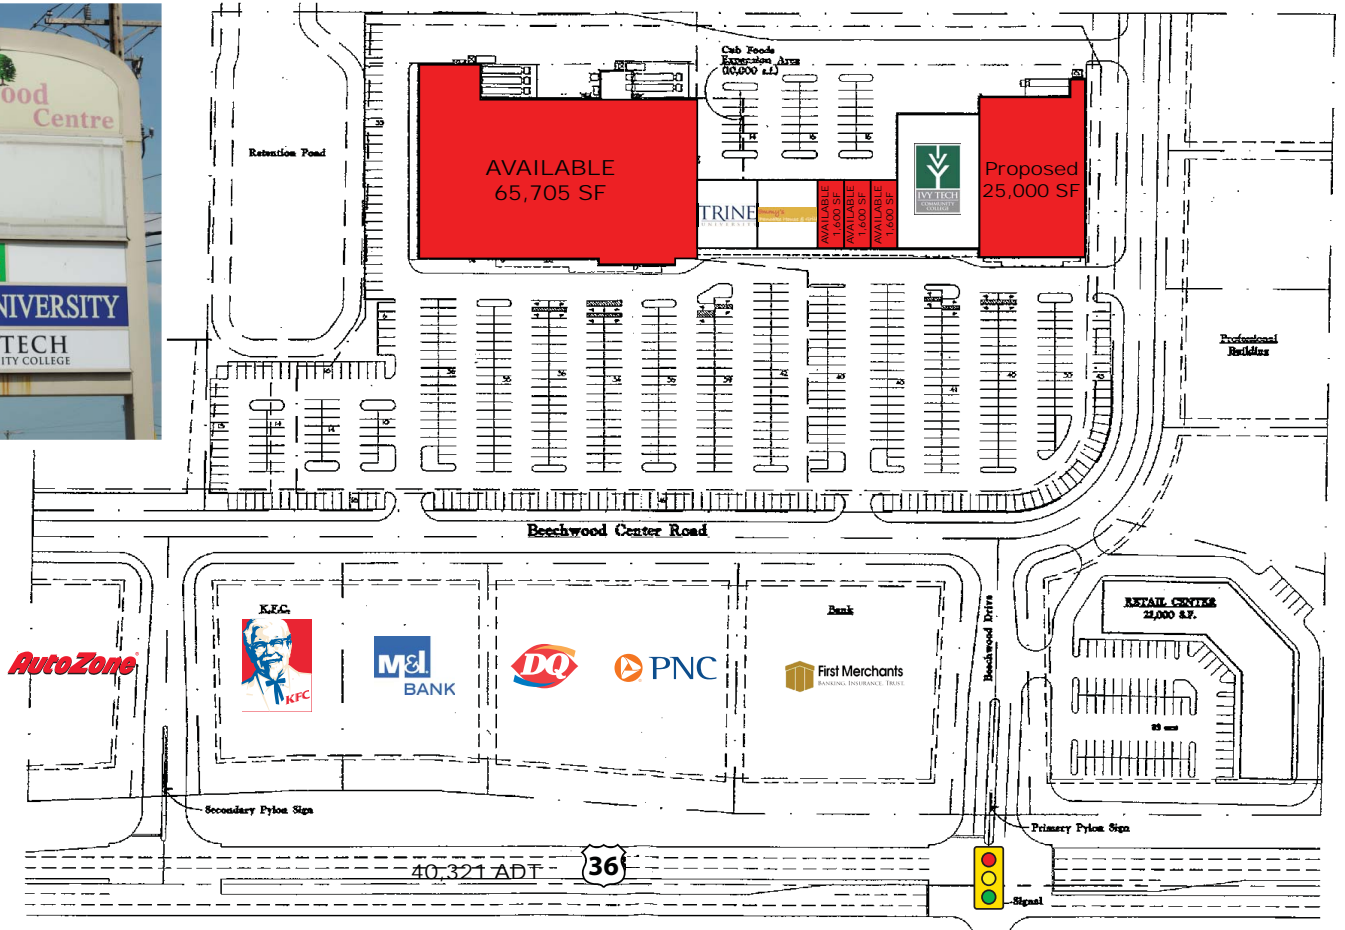 ood
Centre
NIVERSITY
TECH
ITY COLLEGE
Cub Foods
Expansion Area
(10,000 s.f.)
Retention Pond
AVAILABLE
65,705 SF
TRINE
UNIVERSITY
AVAILABLE
1,600 SF
AVAILABLE
1,600 SF
AVAILABLE
1,600 SF
IVY TECH
COMMUNITY
COLLEGE
Proposed
25,000 SF
Professional
Building
Beechwood Center Road
AutoZone
K.F.C.
KFC
M&I
BANK
DQ
PNC
Bank
First Merchants
BANKING INSURANCE TRUST
Beechwood Drive
RETAIL CENTER
Secondary Pylon Sign
Primary Pylon Sign
40,321 ADT
36
Signal